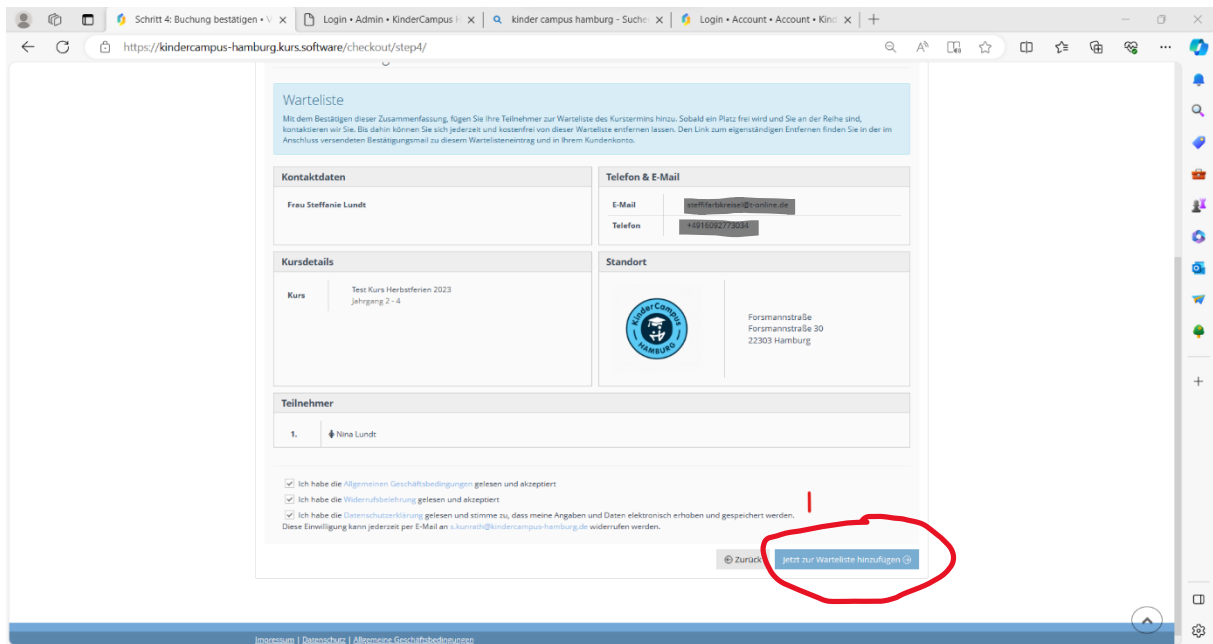 Schritt 4: Buchung bestätigen • V
Login • Admin • KinderCampus H
kinder campus hamburg - Suche
Login • Account • Account • Kind
https://kindercampus-hamburg.kurs.software/checkout/step4/
Warteliste
Mit dem Bestätigen dieser Zusammenfassung, fügen Sie Ihre Teilnehmer zur Warteliste des Kurstermins hinzu. Sobald ein Platz frei wird und Sie an der Reihe sind,
kontaktieren wir Sie. Bis dahin können Sie sich jederzeit und kostenfrei von dieser Warteliste entfernen lassen. Den Link zum eigenständigen Entfernen finden Sie in der im
Anschluss versendeten Bestätigungsmail zu diesem Wartelisteneintrag und in Ihrem Kundenkonto.
Kontaktdaten
Frau Steffanie Lundt
Telefon & E-Mail
E-Mail
Telefon
Kursdetails
Kurs
Test Kurs Herbstferien 2023
Jahrgang 2 - 4
Standort
KinderCampus
HAMBURG
Forsmannstraße
Forsmannstraße 30
22303 Hamburg
Teilnehmer
1. Nina Lundt
Ich habe die Allgemeinen Geschäftsbedingungen gelesen und akzeptiert
Ich habe die Widerrufsbelehrung gelesen und akzeptiert
Ich habe die Datenschutzerklärung gelesen und stimme zu, dass meine Angaben und Daten elektronisch erhoben und gespeichert werden.
Diese Einwilligung kann jederzeit per E-Mail an s.kunrath@kindercampus-hamburg.de widerrufen werden.
Zurück
Jetzt zur Warteliste hinzufügen
Impressum | Datenschutz | Allgemeine Geschäftsbedingungen